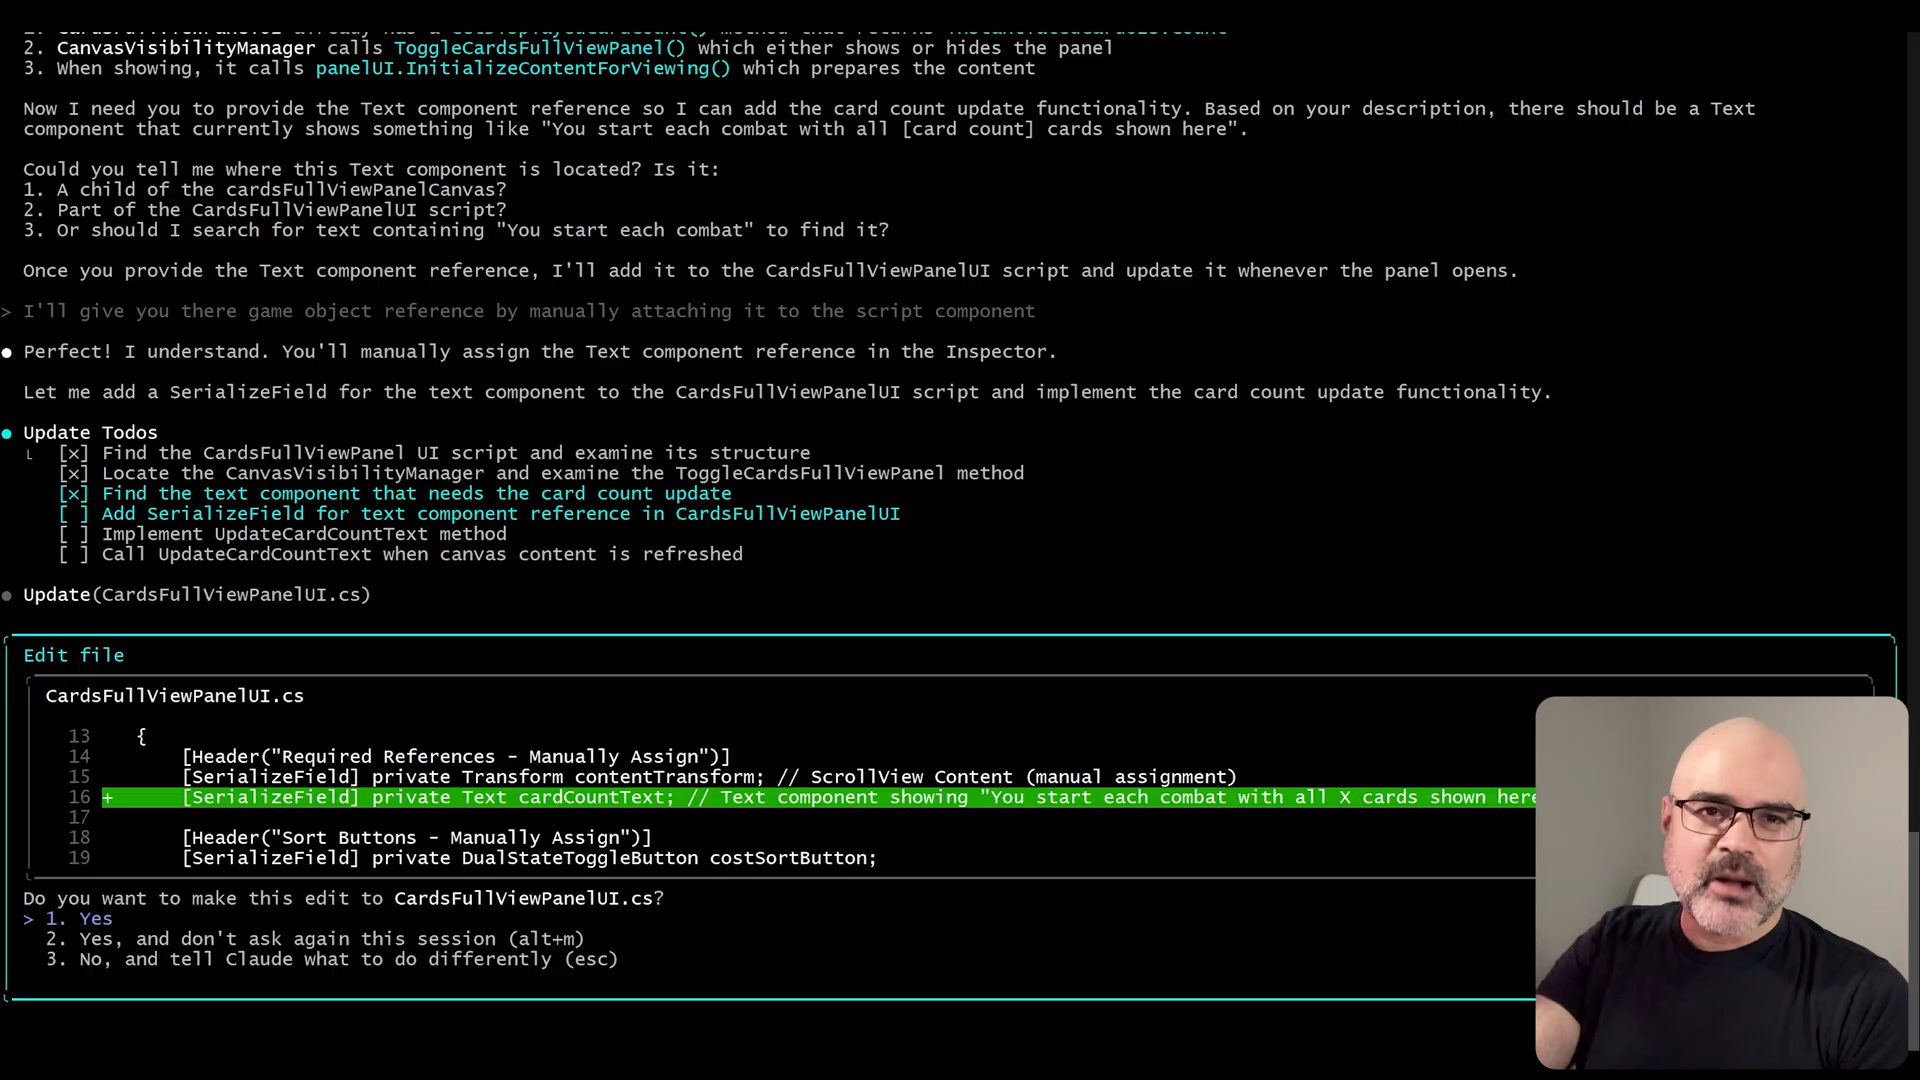 2. CanvasVisibilityManager calls ToggleCardsFullViewPanel() which either shows or hides the panel
3. When showing, it calls panelUI.InitializeContentForViewing() which prepares the content
Now I need you to provide the Text component reference so I can add the card count update functionality. Based on your description, there should be a Text
component that currently shows something like "You start each combat with all [card count] cards shown here".
Could you tell me where this Text component is located? Is it:
1. A child of the cardsFullViewPanelCanvas?
2. Part of the CardsFullViewPanelUI script?
3. Or should I search for text containing "You start each combat" to find it?
Once you provide the Text component reference, I'll add it to the CardsFullViewPanelUI script and update it whenever the panel opens.
> I'll give you there game object reference by manually attaching it to the script component
● Perfect! I understand. You'll manually assign the Text component reference in the Inspector.
Let me add a SerializeField for the text component to the CardsFullViewPanelUI script and implement the card count update functionality.
● Update Todos
└ [×] Find the CardsFullViewPanel UI script and examine its structure
[×] Locate the CanvasVisibilityManager and examine the ToggleCardsFullViewPanel method
[×] Find the text component that needs the card count update
[ ] Add SerializeField for text component reference in CardsFullViewPanelUI
[ ] Implement UpdateCardCountText method
[ ] Call UpdateCardCountText when canvas content is refreshed
● Update(CardsFullViewPanelUI.cs)
Edit file
CardsFullViewPanelUI.cs
13 {
14 [Header("Required References - Manually Assign")]
15 [SerializeField] private Transform contentTransform; // ScrollView Content (manual assignment)
16 + [SerializeField] private Text cardCountText; // Text component showing "You start each combat with all X cards shown here
17
18 [Header("Sort Buttons - Manually Assign")]
19 [SerializeField] private DualStateToggleButton costSortButton;
Do you want to make this edit to CardsFullViewPanelUI.cs?
> 1. Yes
2. Yes, and don't ask again this session (alt+m)
3. No, and tell Claude what to do differently (esc)